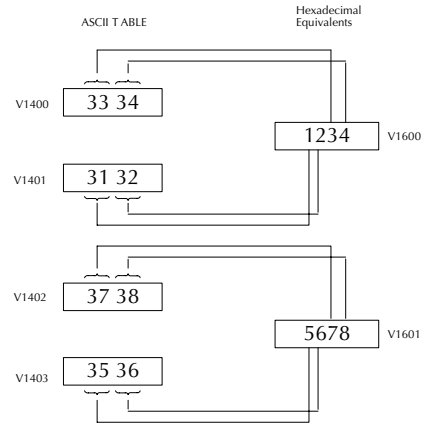 ASCII T ABLE
Hexadecimal
Equivalents
V1400
33 34
1234
V1600
V1401
31 32
V1402
37 38
5678
V1601
V1403
35 36